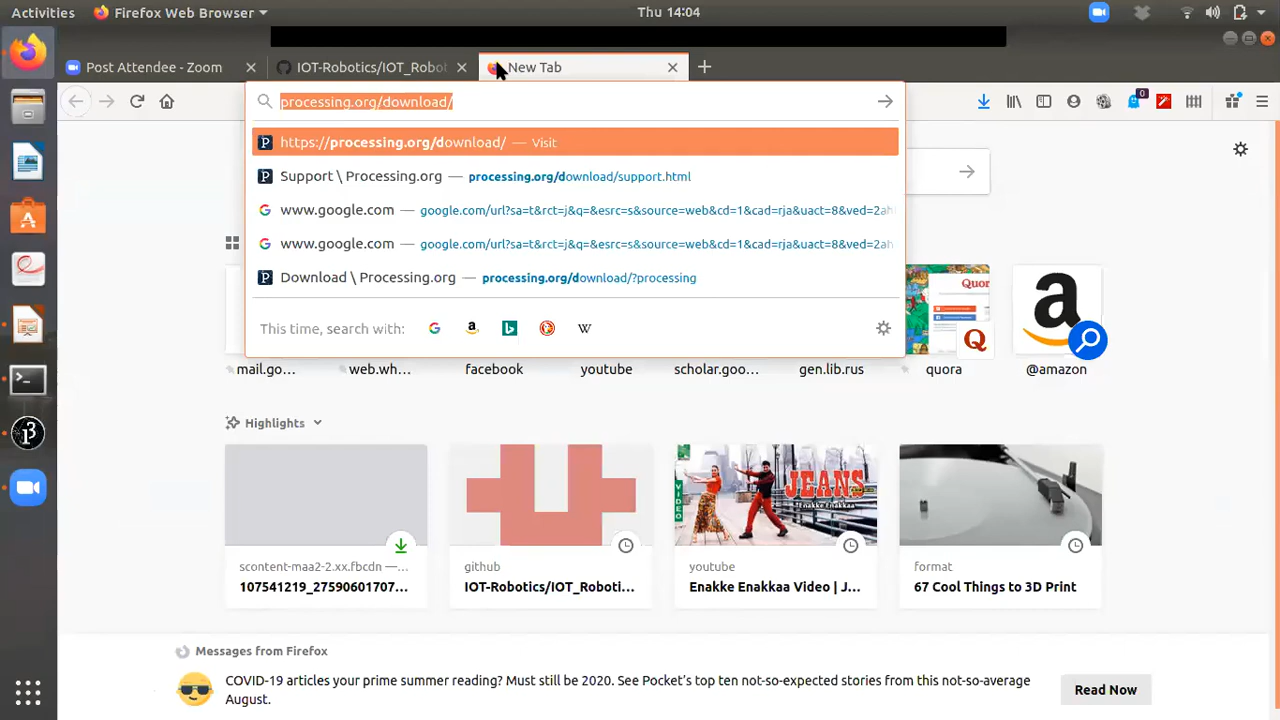 Activities Firefox Web Browser Thu 14:04
Post Attendee - Zoom IOT-Robotics/IOT_Robo New Tab
processing.org/download/
0
https://processing.org/download/ — Visit
Support \ Processing.org — processing.org/download/support.html
www.google.com — google.com/url?sa=t&rct=j&q=&esrc=s&source=web&cd=1&cad=rja&uact=8&ved=2ah
www.google.com — google.com/url?sa=t&rct=j&q=&esrc=s&source=web&cd=1&cad=rja&uact=8&ved=2ah
Download \ Processing.org — processing.org/download/?processing
This time, search with:
mail.go... web.wh... facebook youtube scholar.goo... gen.lib.rus quora @amazon
Highlights
VIDEO
JEANS
Enakke Enakkaa
scontent-maa2-2.xx.fbcdn —...
107541219_27590601707...
github
IOT-Robotics/IOT_Roboti...
youtube
Enakke Enakkaa Video | J...
format
67 Cool Things to 3D Print
Messages from Firefox
COVID-19 articles your prime summer reading? Must still be 2020. See Pocket's top ten not-so-expected stories from this not-so-average
August.
Read Now